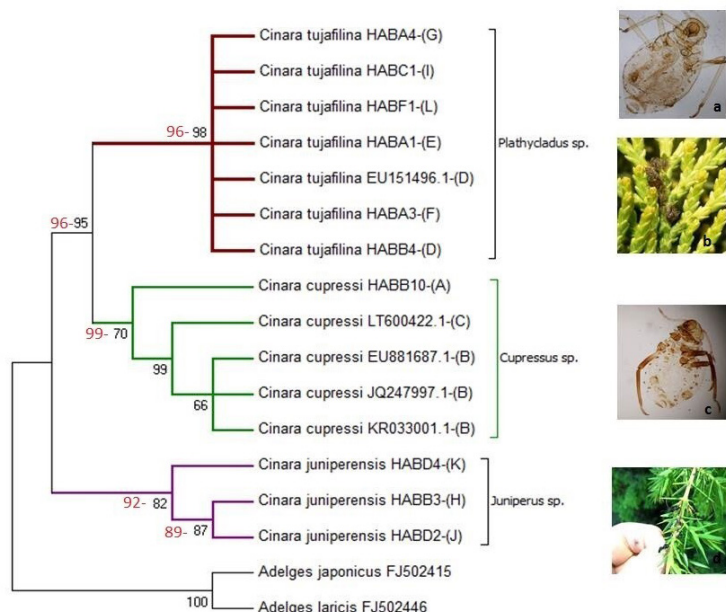 Cinara tujafilina HABA4-(G)
Cinara tujafilina HABC1-(I)
Cinara tujafilina HABF1-(L)
96- 98
Cinara tujafilina HABA1-(E)
Plathycladus sp.
Cinara tujafilina EU151496.1-(D)
Cinara tujafilina HABA3-(F)
96-95
Cinara tujafilina HABB4-(D)
Cinara cupressi HABB10-(A)
99- 70
Cinara cupressi LT600422.1-(C)
99
Cinara cupressi EU881687.1-(B)
Cupressus sp.
Cinara cupressi JQ247997.1-(B)
66
Cinara cupressi KR033001.1-(B)
Cinara juniperensis HABD4-(K)
92- 82
Cinara juniperensis HABB3-(H)
Juniperus sp.
89- 87
Cinara juniperensis HABD2-(J)
Adelges japonicus FJ502415
100
Adelges laricis FJ502446
a
b
c
d